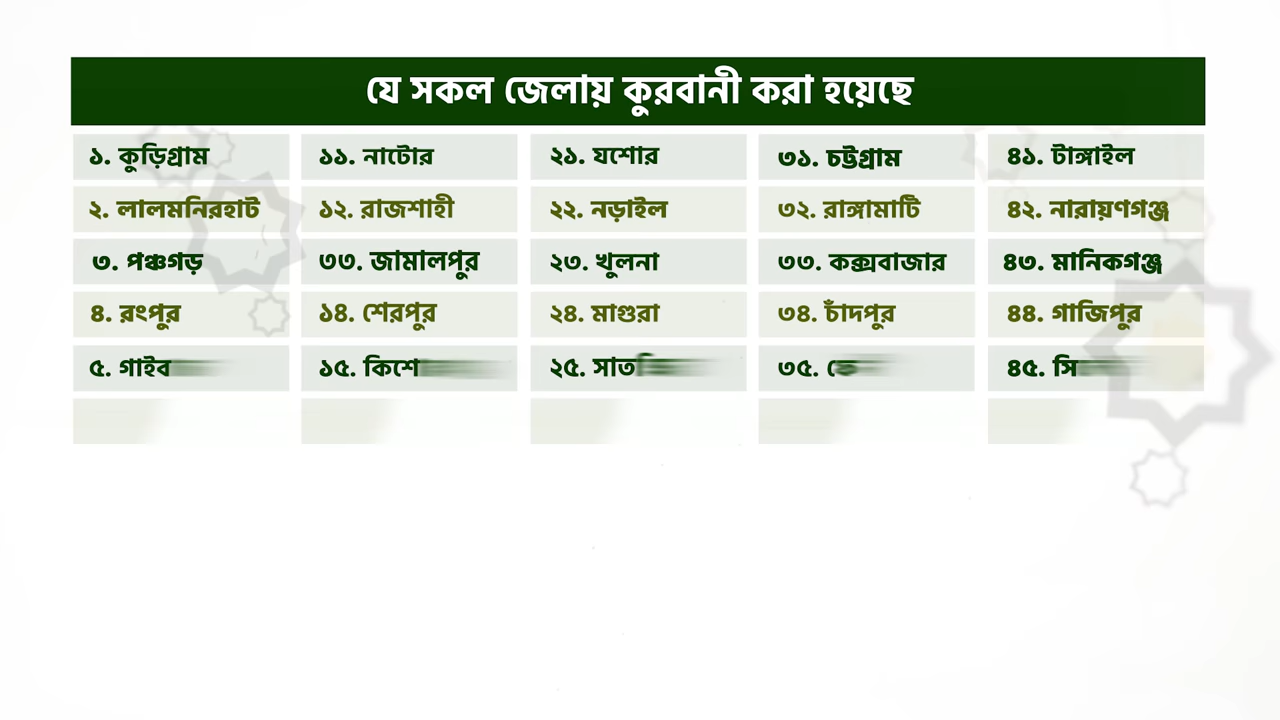 যে সকল জেলায় কুরবানী করা হয়েছে
১. কুড়িগ্রাম
১১. নাটোর
২১. যশোর
৩১. চট্টগ্রাম
৪১. টাঙ্গাইল
২. লালমনিরহাট
১২. রাজশাহী
২২. নড়াইল
৩২. রাঙ্গামাটি
৪২. নারায়ণগঞ্জ
৩. পঞ্চগড়
৩৩. জামালপুর
২৩. খুলনা
৩৩. কক্সবাজার
৪৩. মানিকগঞ্জ
৪. রংপুর
১৪. শেরপুর
২৪. মাগুরা
৩৪. চাঁদপুর
৪৪. গাজিপুর
৫.
১৫.
২৫.
৩৫.
৪৫.